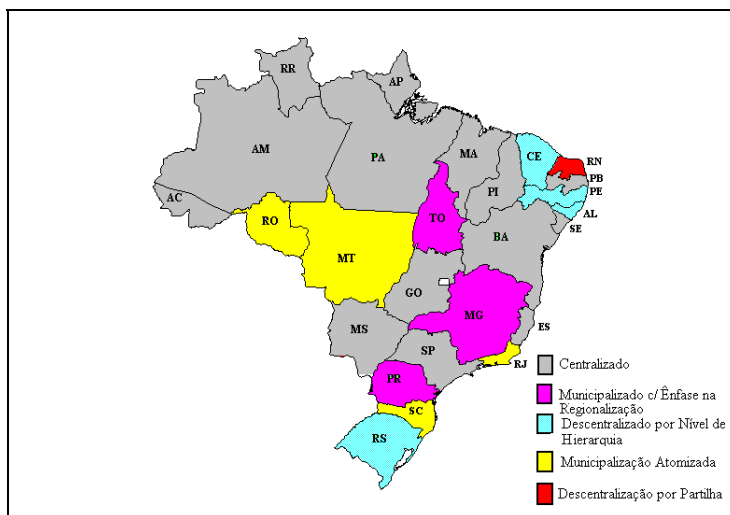 RR
AP
AM
PA
MA
CE
RN
PB
PE
AL
SE
PI
AC
RO
TO
BA
MT
GO
MG
MS
ES
SP
RJ
PR
SC
RS
Centralizado
Municipalizado c/ Ênfase na
Regionalização
Descentralizado por Nível de
Hierarquia
Municipalização Atomizada
Descentralização por Partilha